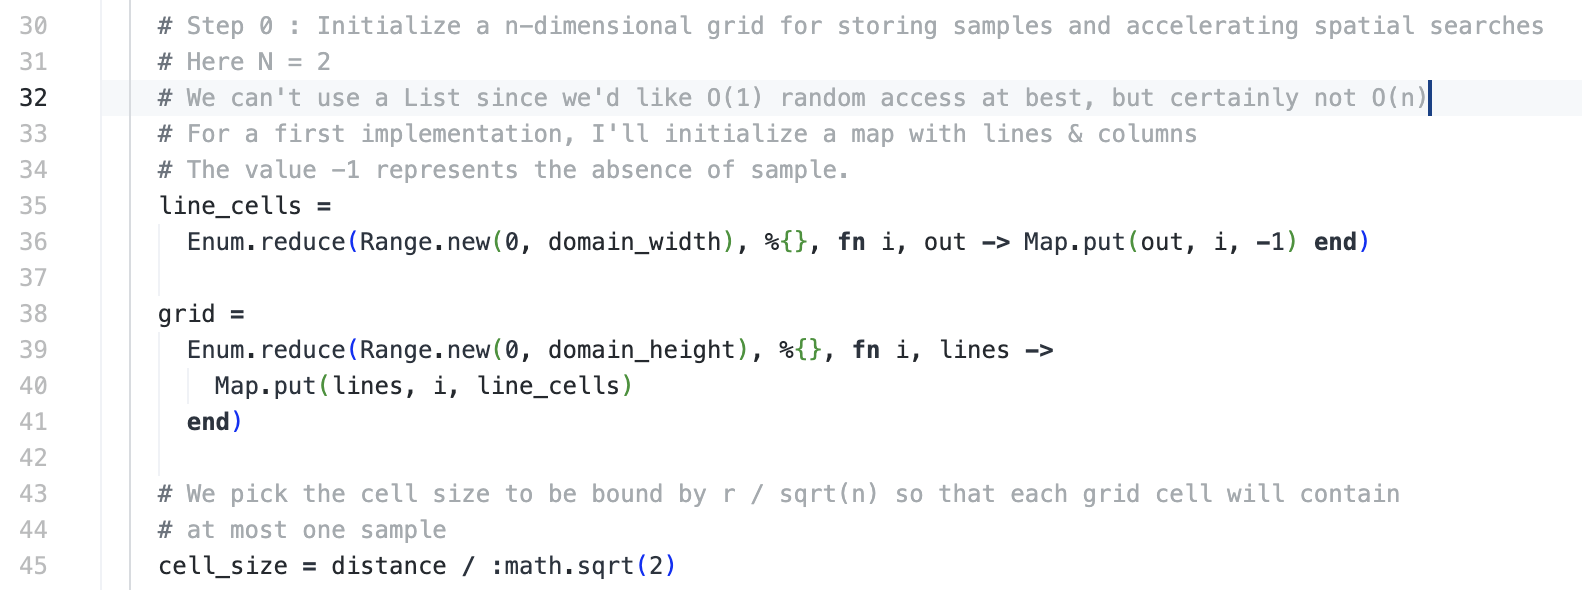 30 # Step 0 : Initialize a n-dimensional grid for storing samples and accelerating spatial searches
31 # Here N = 2
32 # We can't use a List since we'd like O(1) random access at best, but certainly not O(n)
33 # For a first implementation, I'll initialize a map with lines & columns
34 # The value -1 represents the absence of sample.
35 line_cells =
36 Enum.reduce(Range.new(0, domain_width), %{}, fn i, out -> Map.put(out, i, -1) end)
37
38 grid =
39 Enum.reduce(Range.new(0, domain_height), %{}, fn i, lines ->
40 Map.put(lines, i, line_cells)
41 end)
42
43 # We pick the cell size to be bound by r / sqrt(n) so that each grid cell will contain
44 # at most one sample
45 cell_size = distance / :math.sqrt(2)